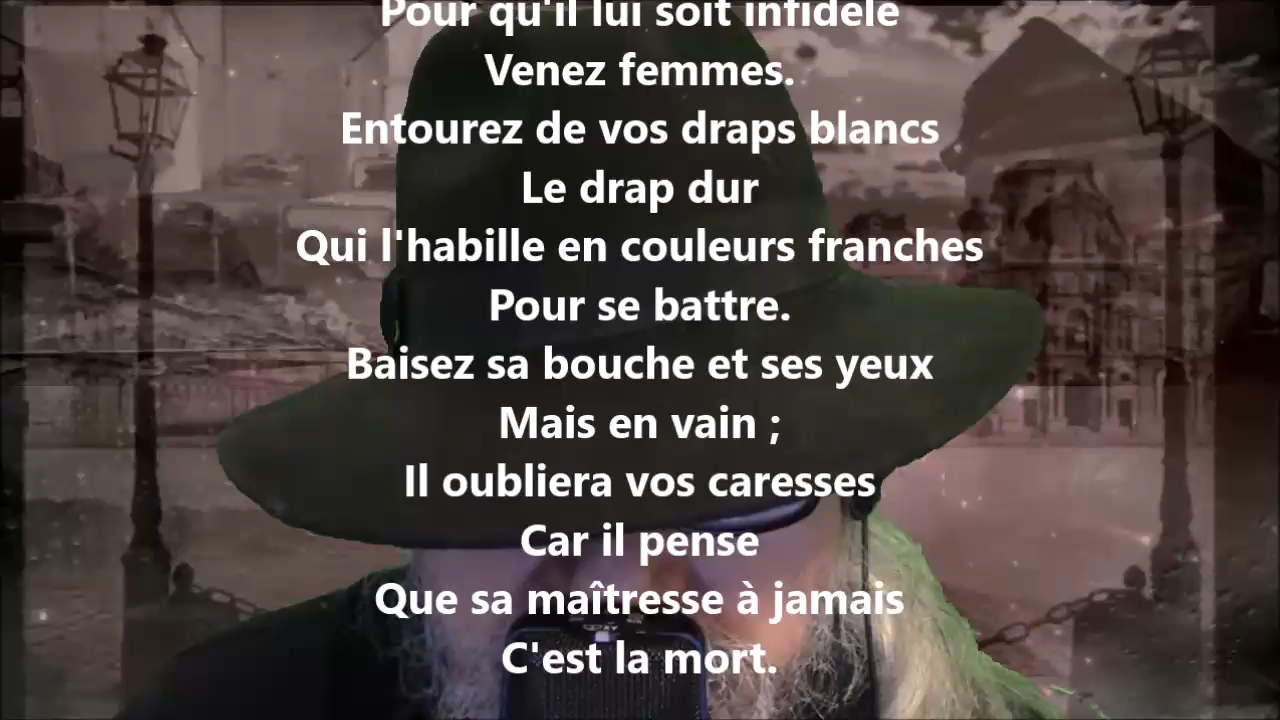 Pour qu'il lui soit infidèle
Venez femmes.
Entourez de vos draps blancs
Le drap dur
Qui l'habille en couleurs franches
Pour se battre.
Baisez sa bouche et ses yeux
Mais en vain ;
Il oubliera vos caresses
Car il pense
Que sa maîtresse à jamais
C'est la mort.